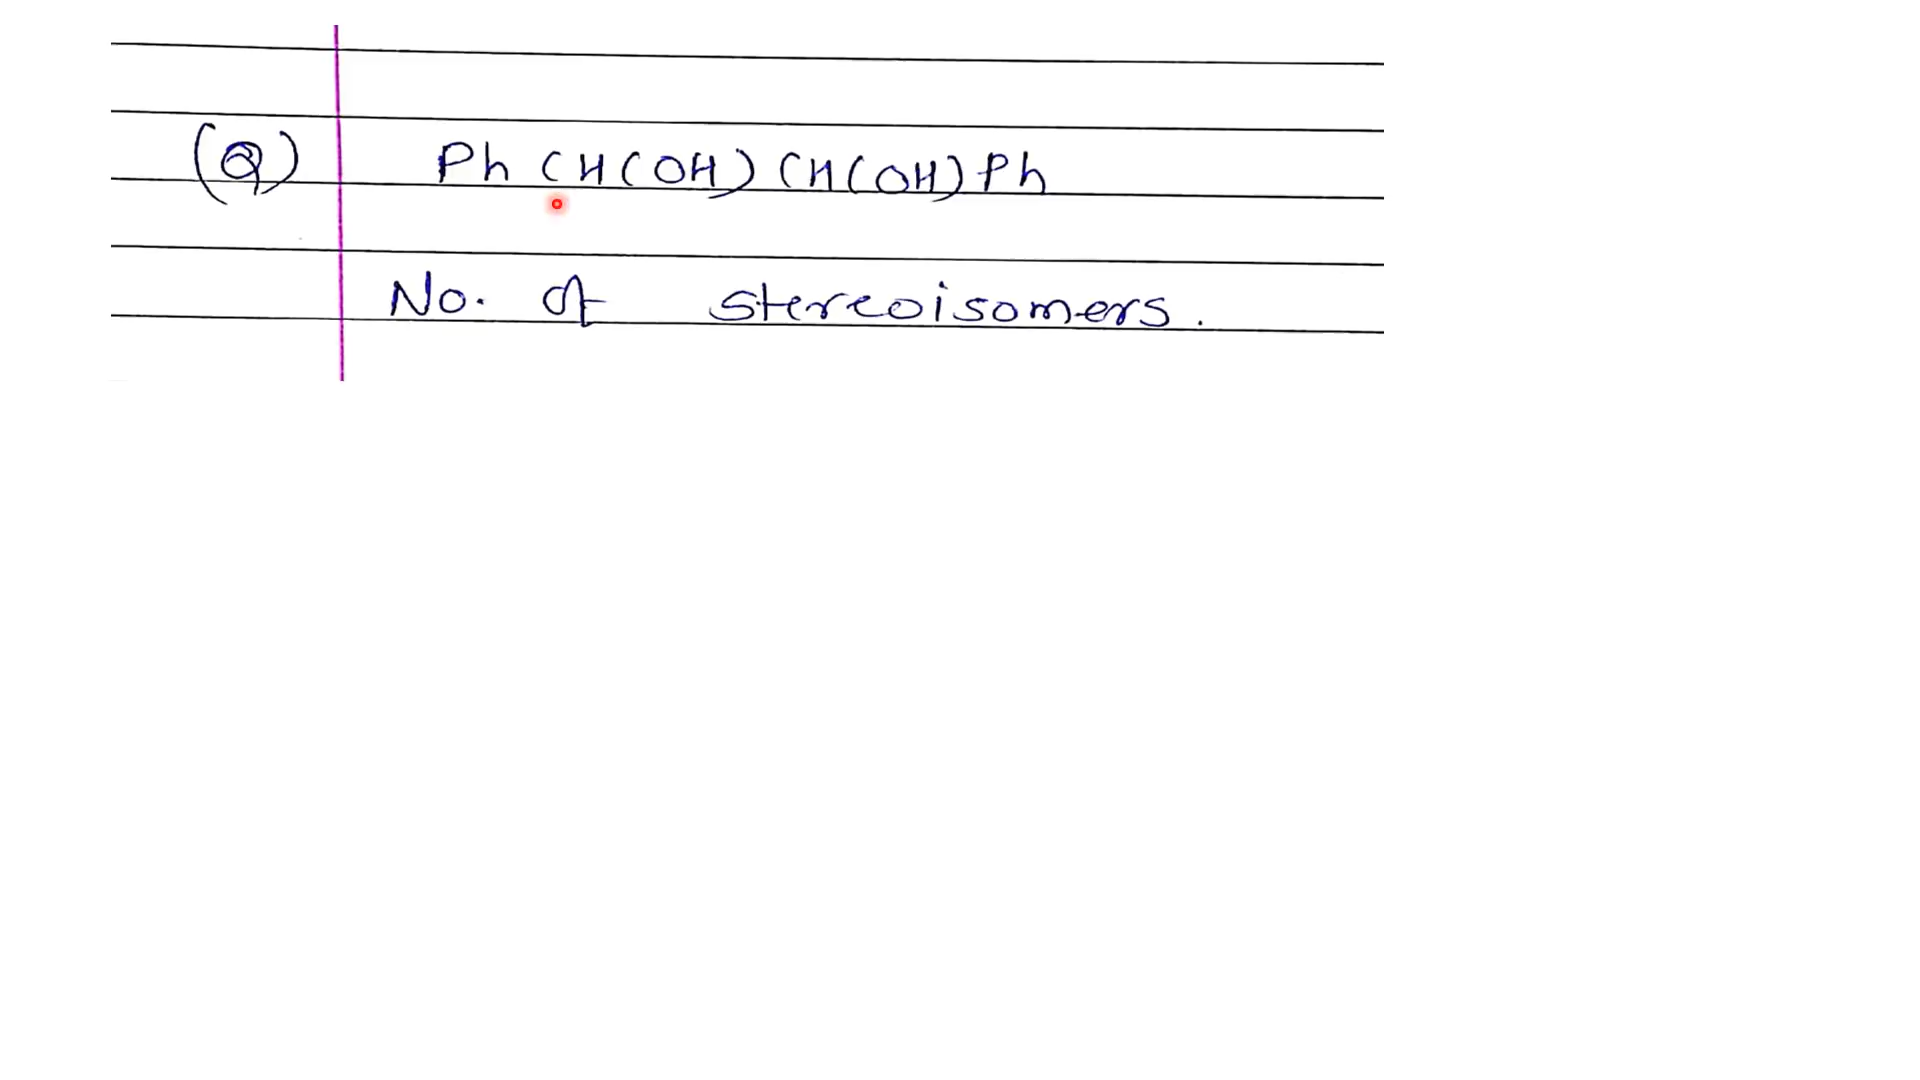 (Q) Ph CH(OH) CH(OH) Ph
No. of stereoisomers.